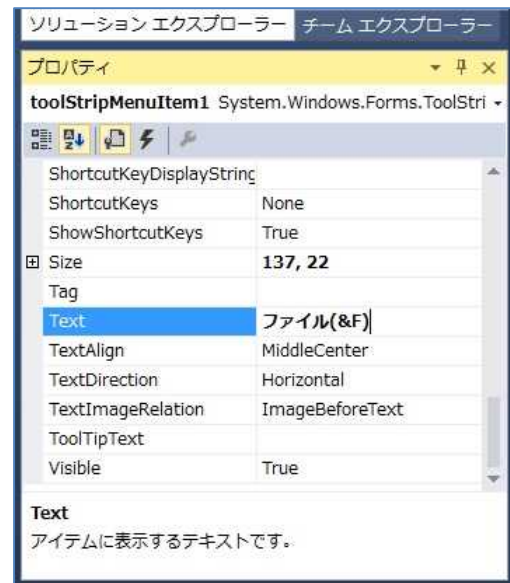 ソリューション エクスプローラー チーム エクスプローラー
プロパティ
toolStripMenuItem1 System.Windows.Forms.ToolStri
ShortcutKeyDisplayString
ShortcutKeys None
ShowShortcutKeys True
Size 137, 22
Tag
Text ファイル(&F)
TextAlign MiddleCenter
TextDirection Horizontal
TextImageRelation ImageBeforeText
ToolTipText
Visible True
Text
アイテムに表示するテキストです。